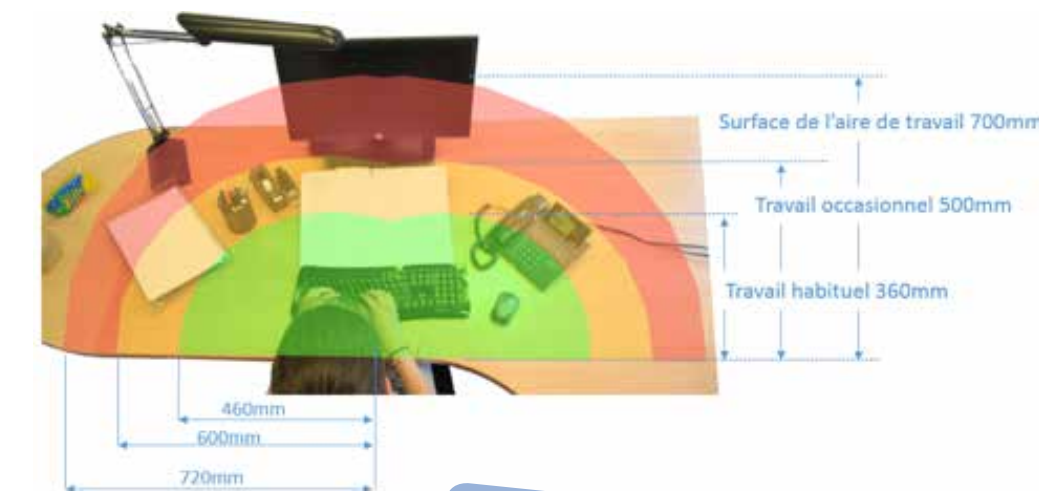 Surface de l'aire de travail 700mm
Travail occasionnel 500mm
Travail habituel 360mm
460mm
600mm
720mm